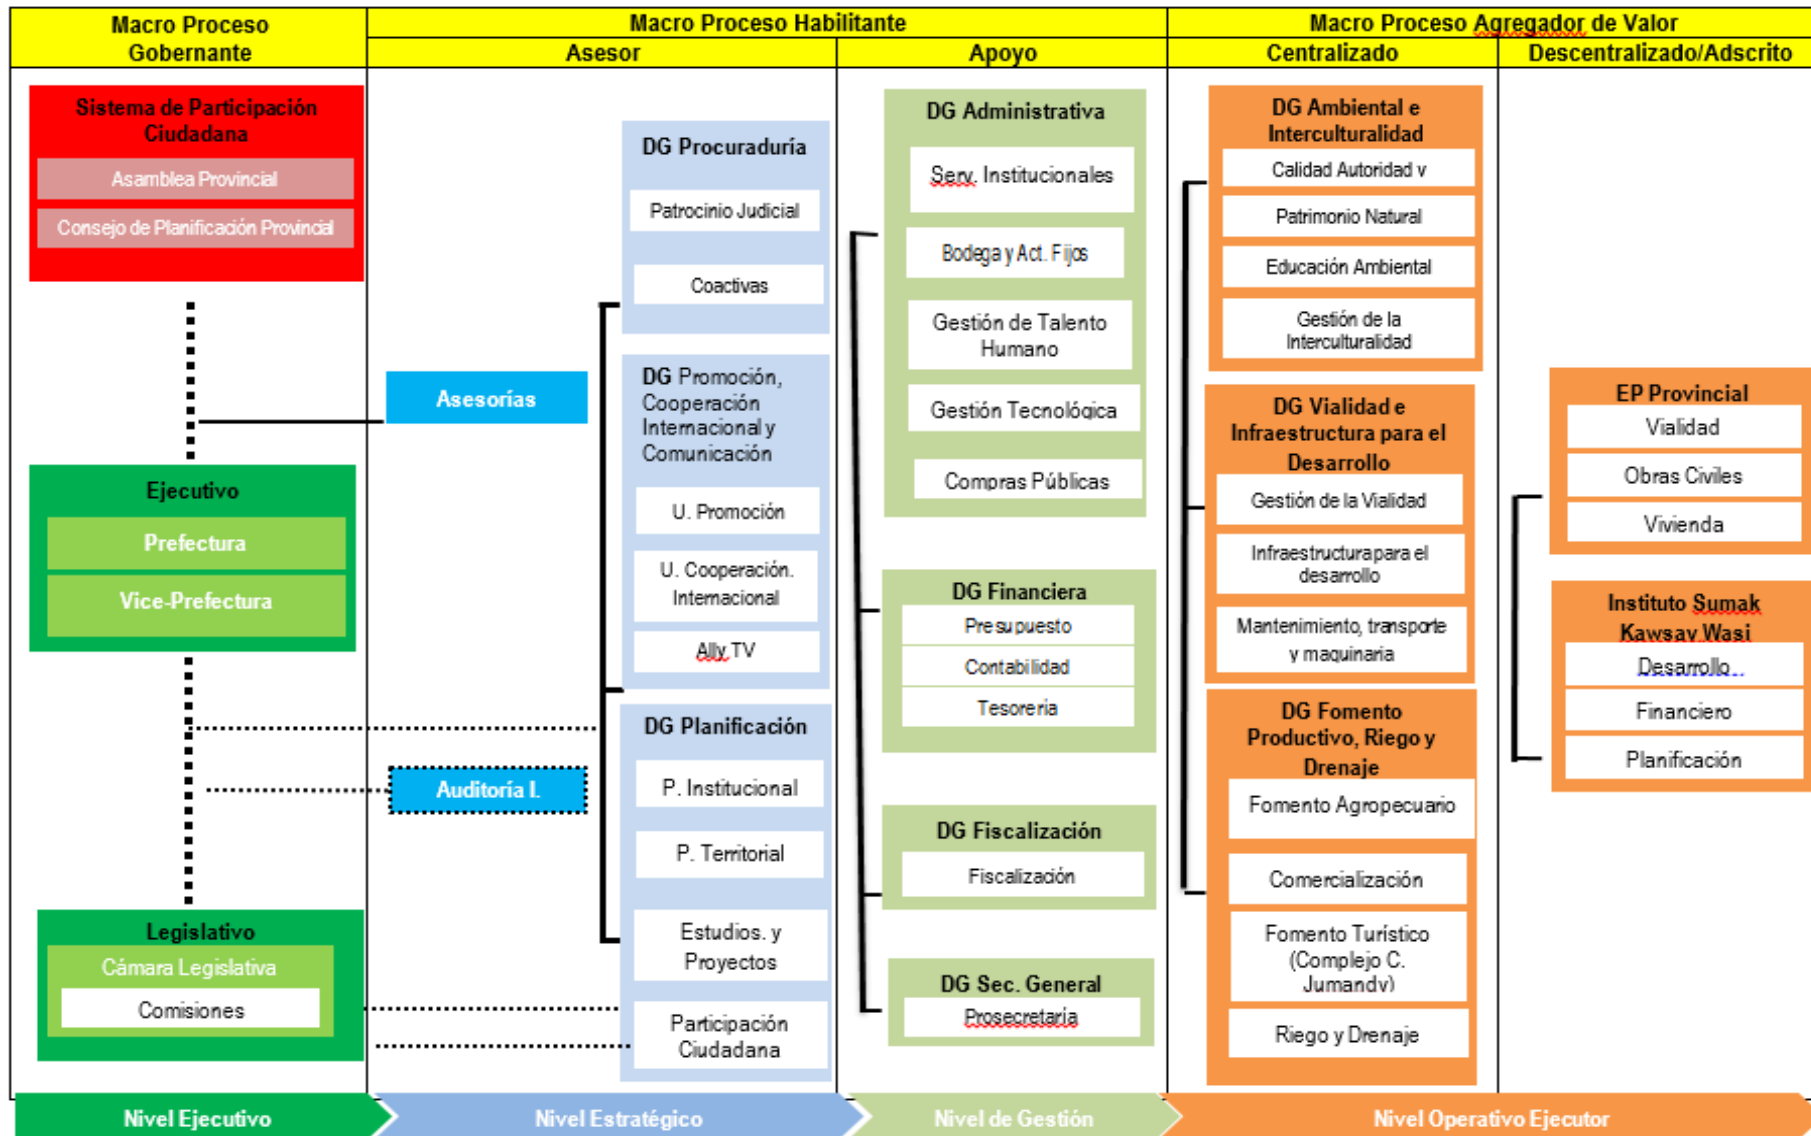 Macro Proceso
Gobernante
Macro Proceso Habilitante
Macro Proceso Agregador de Valor
Asesor
Apoyo
Centralizado
Descentralizado/Adscrito
Sistema de Participación
Ciudadana
Asamblea Provincial
Consejo de Planificación Provincial
Ejecutivo
Prefectura
Vice-Prefectura
Legislativo
Cámara Legislativa
Comisiones
Asesorías
Auditoría I.
DG Procuraduría
Patrocinio Judicial
Coactivas
DG Promoción,
Cooperación
Internacional y
Comunicación
U. Promoción
U. Cooperación.
Internacional
Ally TV
DG Planificación
P. Institucional
P. Territorial
Estudios. y
Proyectos
Participación
Ciudadana
DG Administrativa
Serv. Institucionales
Bodega y Act. Fijos
Gestión de Talento
Humano
Gestión Tecnológica
Compras Públicas
DG Financiera
Presupuesto
Contabilidad
Tesoreria
DG Fiscalización
Fiscalización
DG Sec. General
Prosecretaría
DG Ambiental e
Interculturalidad
Calidad Autoridad v
Patrimonio Natural
Educación Ambiental
Gestión de la
Interculturalidad
DG Vialidad e
Infraestructura para el
Desarrollo
Gestión de la Vialidad
Infraestructura para el
desarrollo
Mantenimiento, transporte
y maquinaria
DG Fomento
Productivo, Riego y
Drenaje
Fomento Agropecuario
Comercialización
Fomento Turístico
(Complejo C.
Jumandv)
Riego y Drenaje
EP Provincial
Vialidad
Obras Civiles
Vivienda
Instituto Sumak
Kawsay Wasi
Desarrollo
Financiero
Planificación
Nivel Ejecutivo
Nivel Estratégico
Nivel de Gestión
Nivel Operativo Ejecutor